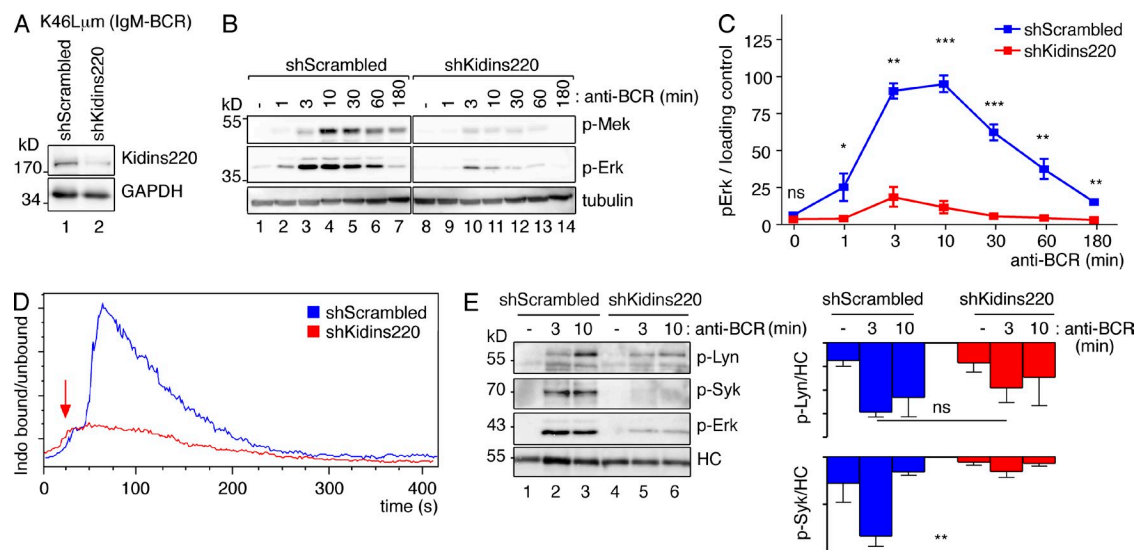 A K46Lµm (IgM-BCR)
shScrambled
shKidins220
kD
170
34
Kidins220
GAPDH
1 2
B
shScrambled shKidins220
- 1 3 10 30 60 180 - 1 3 10 30 60 180 : anti-BCR (min)
kD
55
35
p-Mek
p-Erk
tubulin
1 2 3 4 5 6 7 8 9 10 11 12 13 14
C
shScrambled
shKidins220
pErk / loading control
125
100
75
50
25
0
ns
*
**
***
***
**
**
0 1 3 10 30 60 180
anti-BCR (min)
D
shScrambled
shKidins220
Indo bound/unbound
0 100 200 300 400
time (s)
E
shScrambled shKidins220
- 3 10 - 3 10 : anti-BCR (min)
kD
55
70
43
55
p-Lyn
p-Syk
p-Erk
HC
1 2 3 4 5 6
shScrambled shKidins220
- 3 10 - 3 10 : anti-BCR
(min)
p-Lyn/HC
ns
p-Syk/HC
**